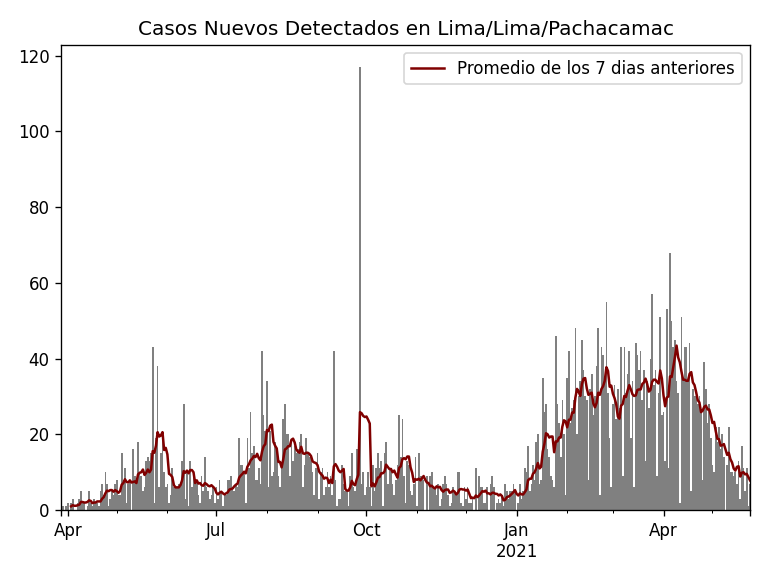 Casos Nuevos Detectados en Lima/Lima/Pachacamac
Promedio de los 7 dias anteriores
120
100
80
60
40
20
0
Apr Jul Oct Jan Apr
2021